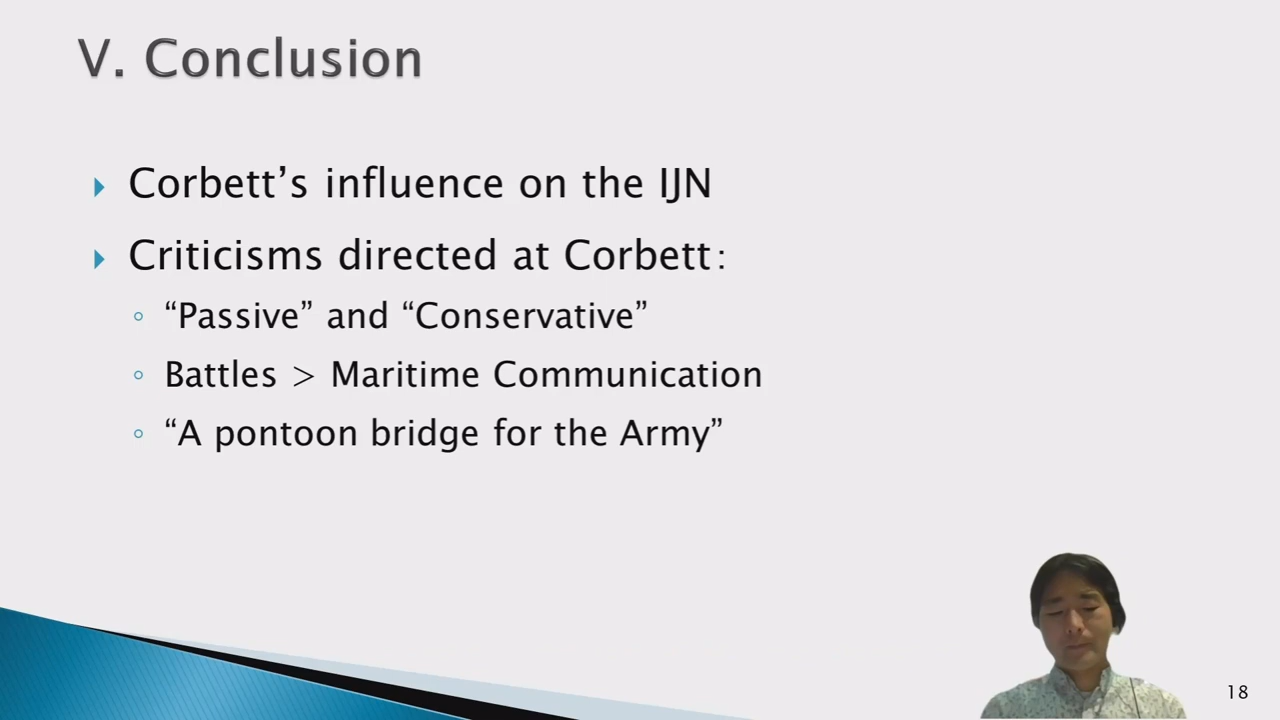 V. Conclusion
Corbett’s influence on the IJN
Criticisms directed at Corbett:
“Passive” and “Conservative”
Battles > Maritime Communication
“A pontoon bridge for the Army”
18